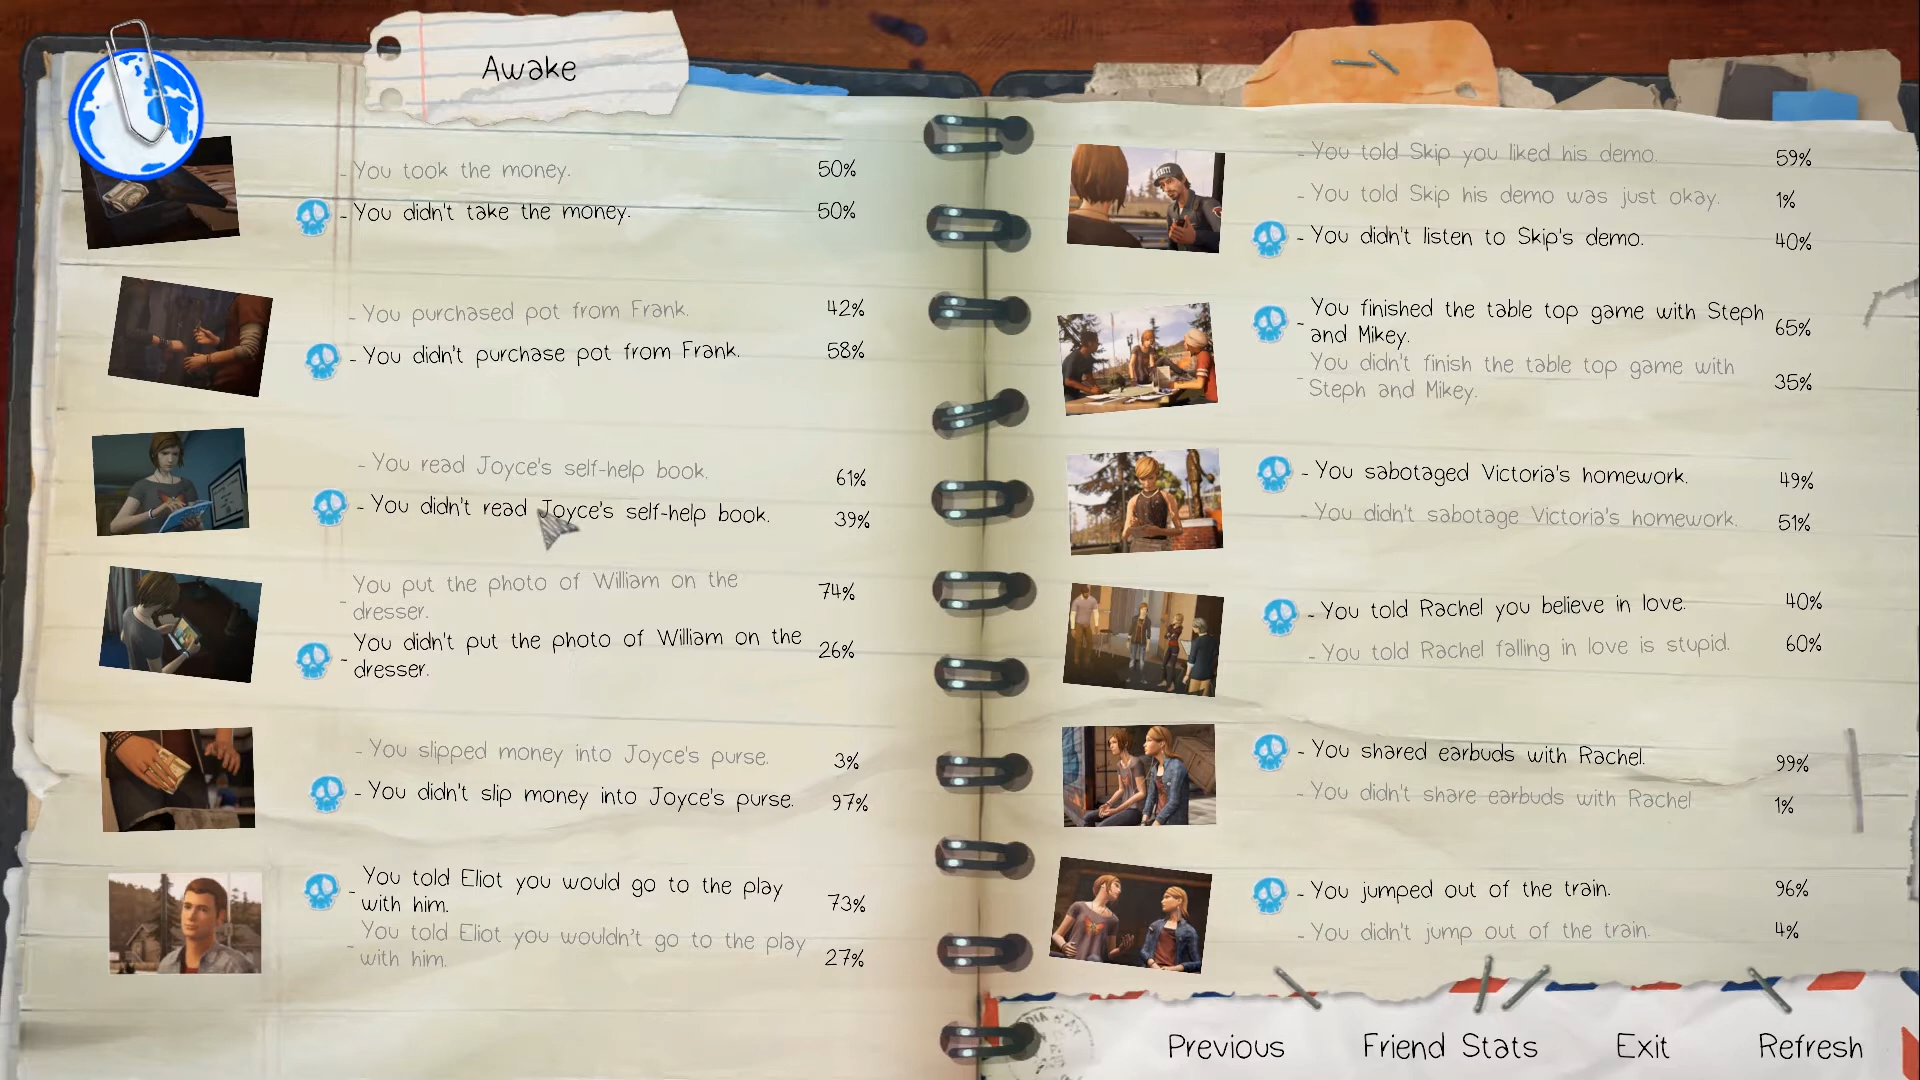 Awake
- You took the money. 50%
- You didn't take the money. 50%
- You purchased pot from Frank. 42%
- You didn't purchase pot from Frank. 58%
- You read Joyce's self-help book. 61%
- You didn't read Joyce's self-help book. 39%
- You put the photo of William on the
dresser. 74%
- You didn't put the photo of William on the
dresser. 26%
- You slipped money into Joyce's purse. 3%
- You didn't slip money into Joyce's purse. 97%
- You told Eliot you would go to the play
with him. 73%
- You told Eliot you wouldn't go to the play
with him. 27%
- You told Skip you liked his demo. 59%
- You told Skip his demo was just okay. 1%
- You didn't listen to Skip's demo. 40%
- You finished the table top game with Steph
and Mikey. 65%
- You didn't finish the table top game with
Steph and Mikey. 35%
- You sabotaged Victoria's homework. 49%
- You didn't sabotage Victoria's homework. 51%
- You told Rachel you believe in love. 40%
- You told Rachel falling in love is stupid. 60%
- You shared earbuds with Rachel. 99%
- You didn't share earbuds with Rachel 1%
- You jumped out of the train. 96%
- You didn't jump out of the train. 4%
Previous Friend Stats Exit Refresh